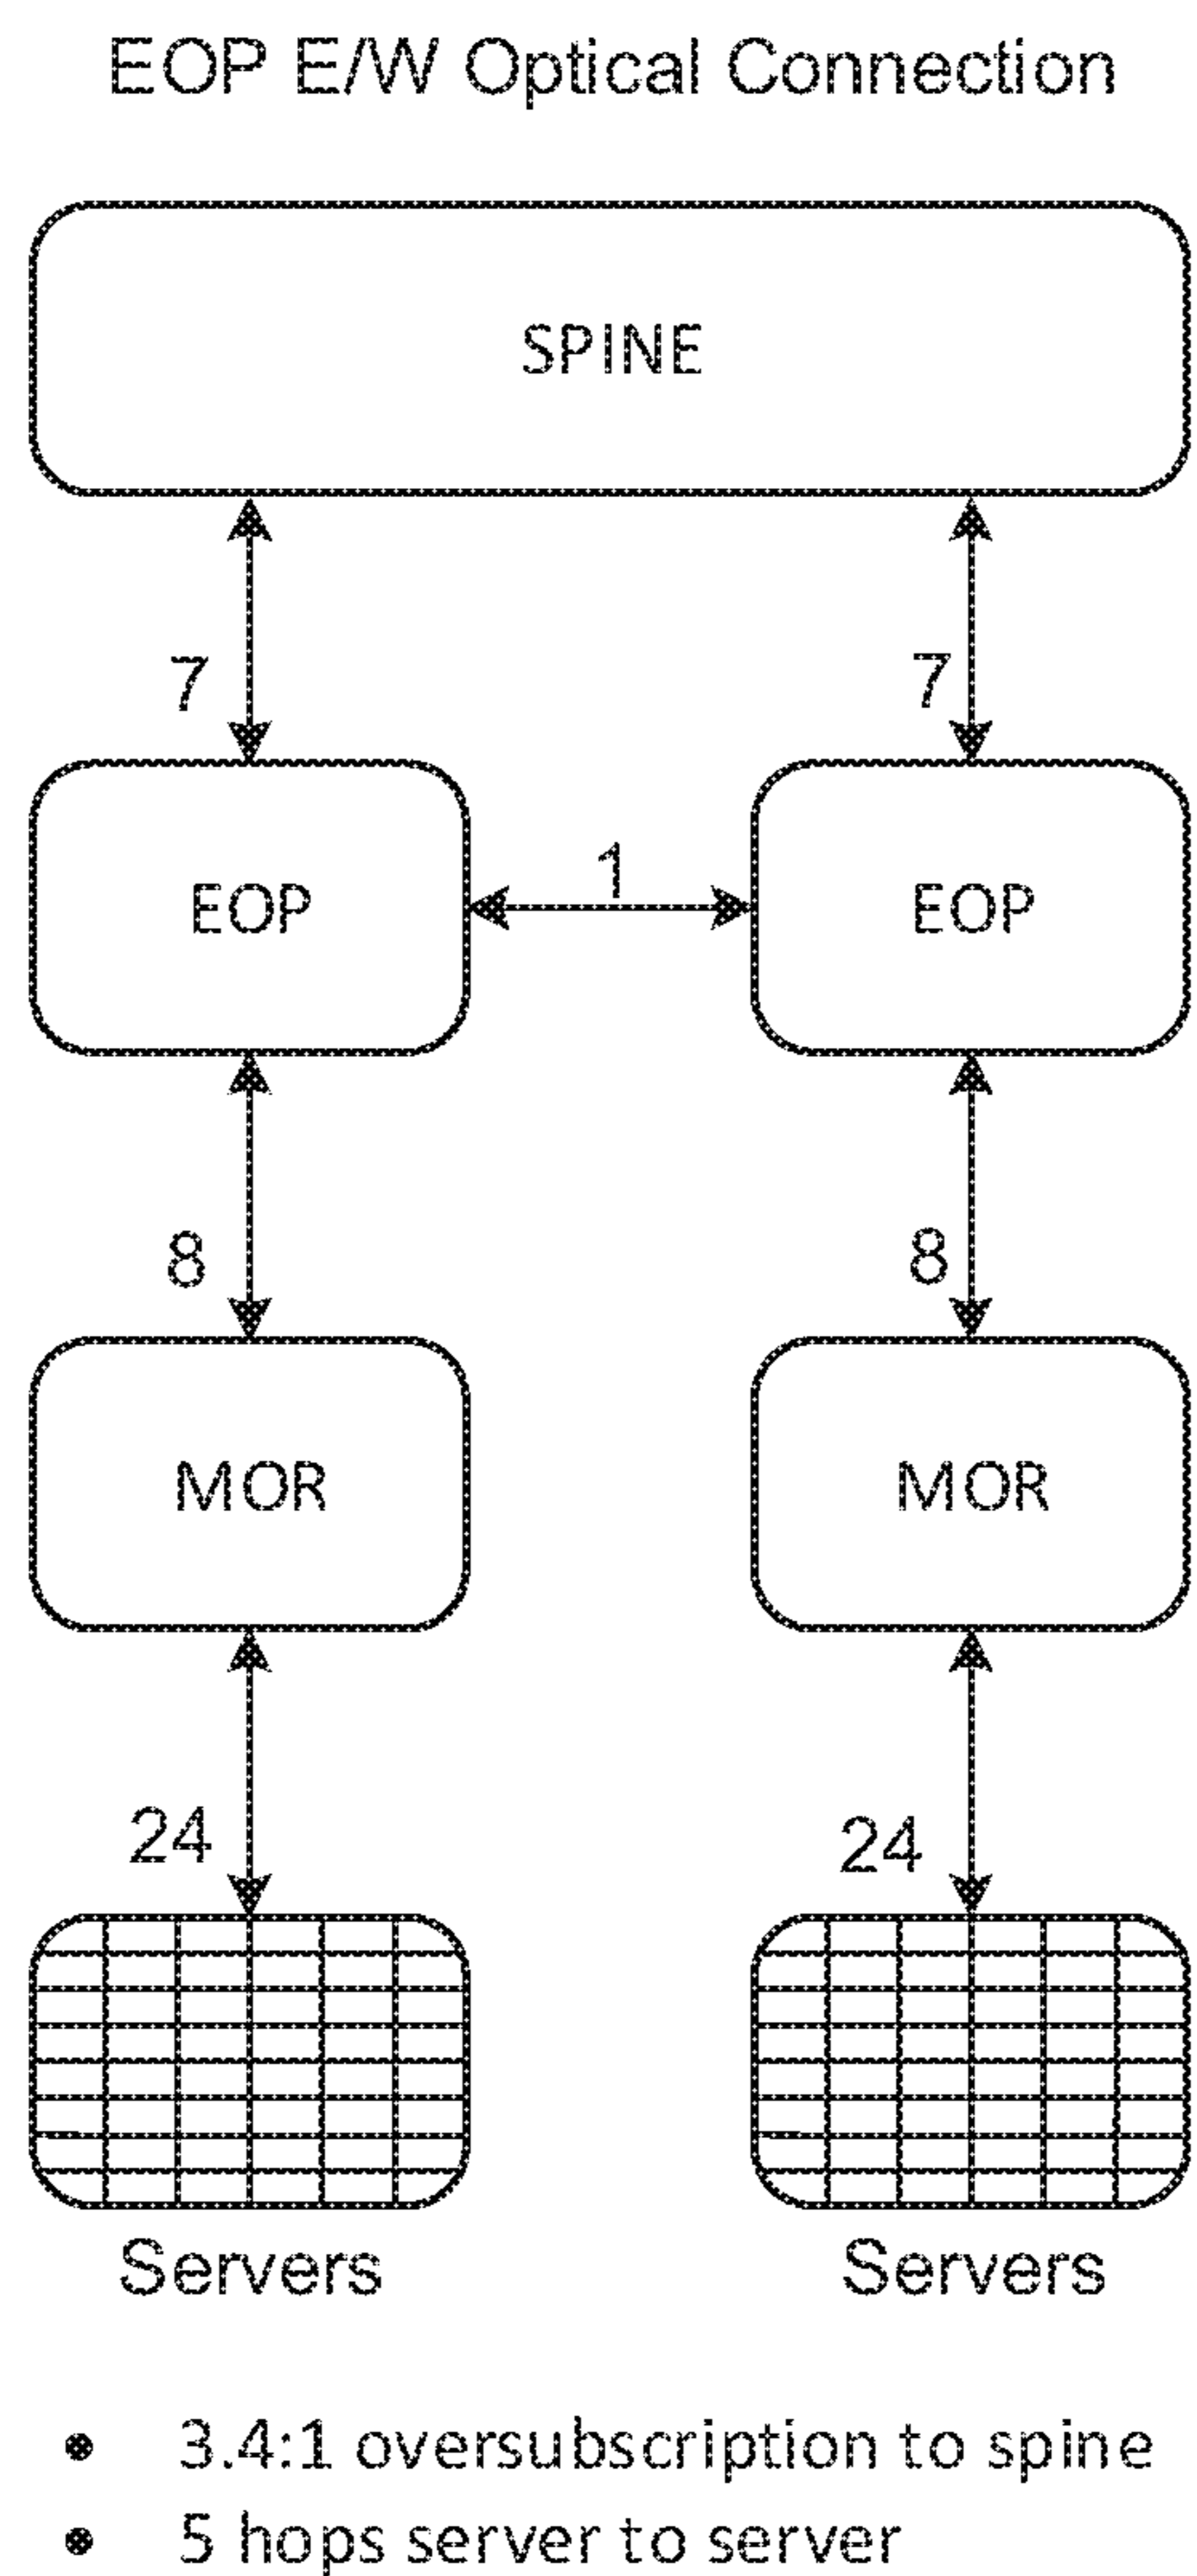 EOP E/W Optical Connection
SPINE
7 7
EOP 1 EOP
8 8
MOR MOR
24 24
Servers Servers
• 3.4:1 oversubscription to spine
• 5 hops server to server